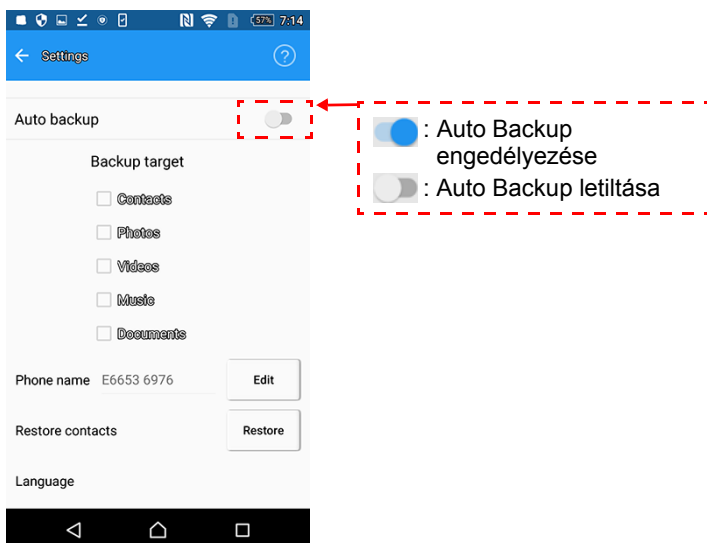 57% 7:14
Settings
?
Auto backup
Backup target
Contacts
Photos
Videos
Music
Documents
Phone name E6653 6976 Edit
Restore contacts Restore
Language
: Auto Backup
engedélyezése
: Auto Backup letiltása